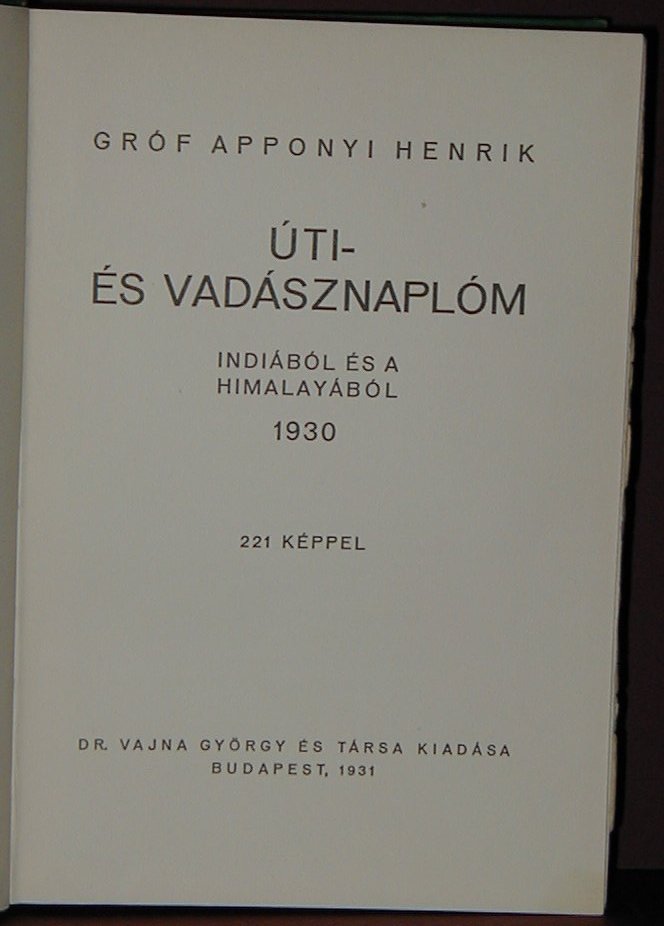 GRÓF APPONYI HENRIK
ÚTI-
ÉS VADÁSZNAPLÓM
INDIÁBÓL ÉS A
HIMALAYÁBÓL
1930
221 KÉPPEL
DR. VAJNA GYÖRGY ÉS TÁRSA KIADÁSA
BUDAPEST, 1931